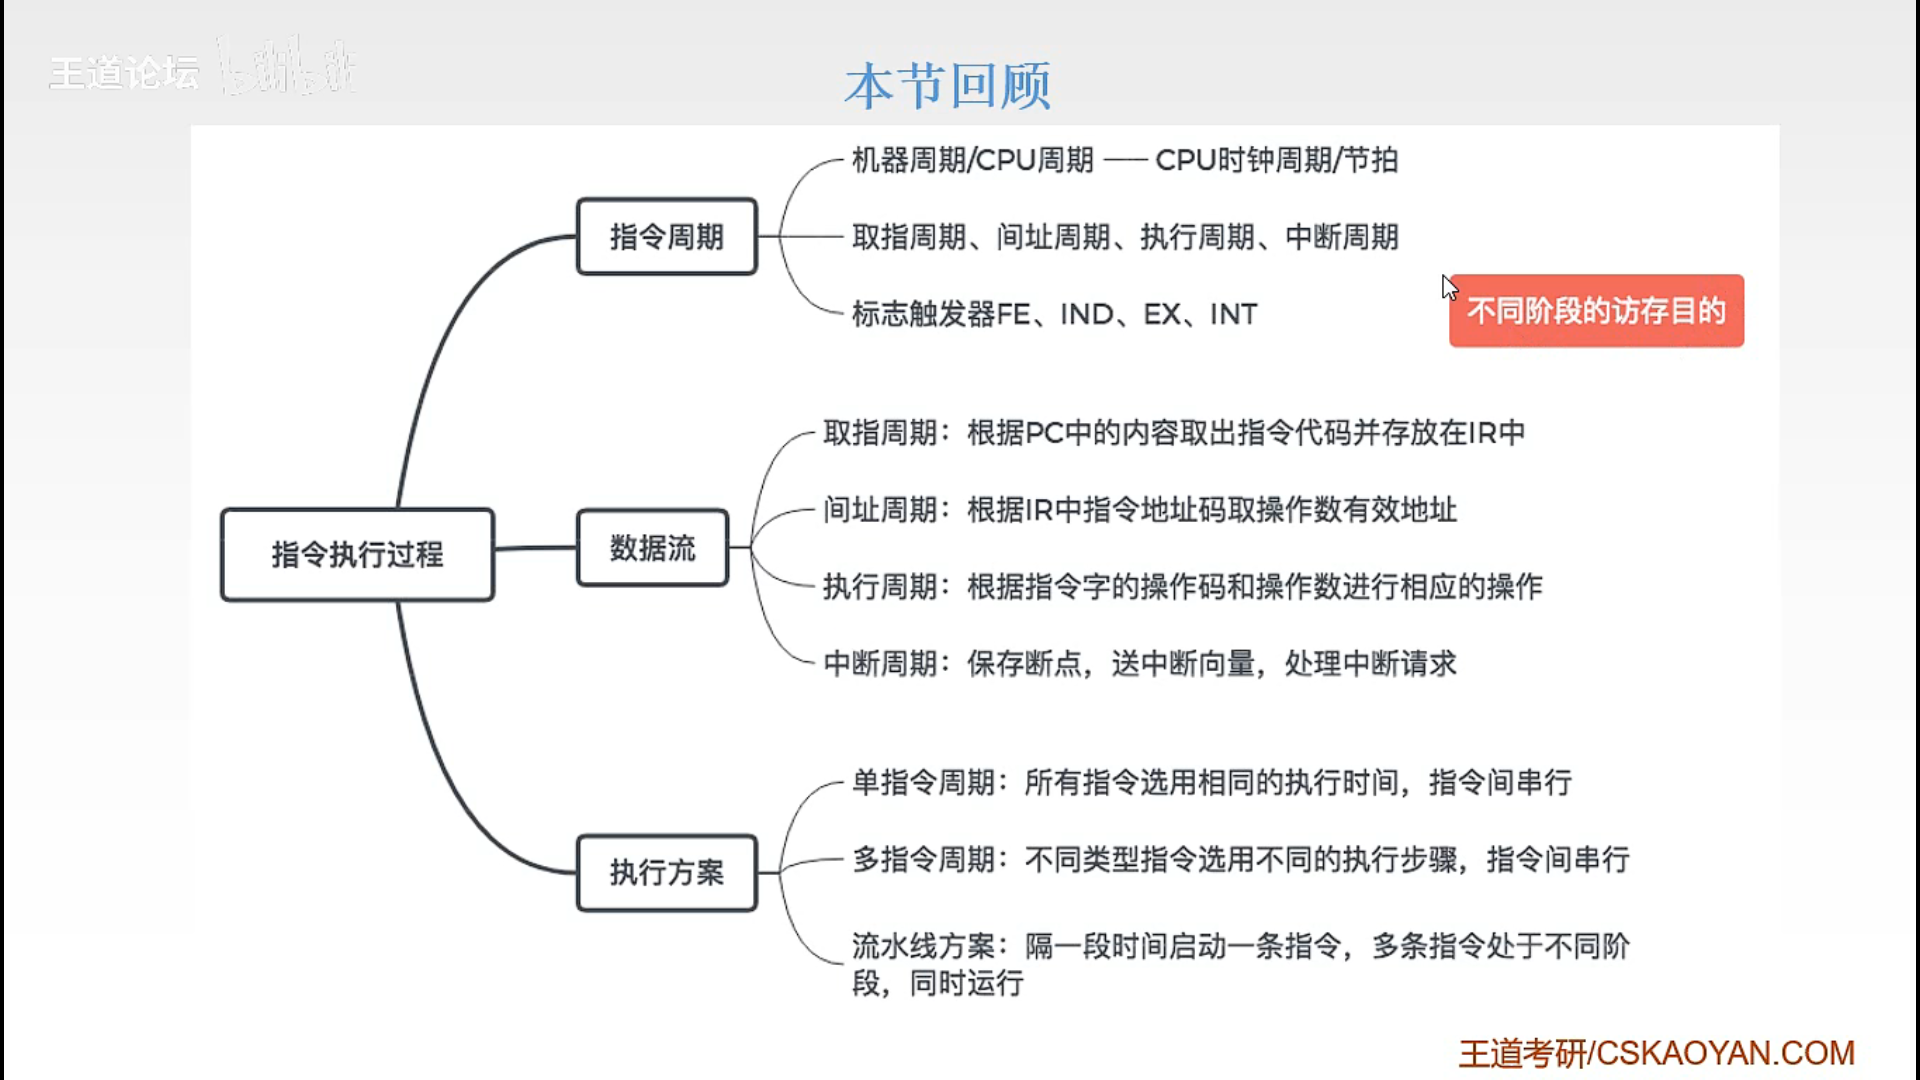 王道论坛 bilibili
本节回顾
机器周期/CPU周期 —— CPU时钟周期/节拍
指令周期
取指周期、间址周期、执行周期、中断周期
标志触发器FE、IND、EX、INT
不同阶段的访存目的
取指周期：根据PC中的内容取出指令代码并存放在IR中
间址周期：根据IR中指令地址码取操作数有效地址
指令执行过程
数据流
执行周期：根据指令字的操作码和操作数进行相应的操作
中断周期：保存断点，送中断向量，处理中断请求
单指令周期：所有指令选用相同的执行时间，指令间串行
执行方案
多指令周期：不同类型指令选用不同的执行步骤，指令间串行
流水线方案：隔一段时间启动一条指令，多条指令处于不同阶
段，同时运行
王道考研/CSKAOYAN.COM